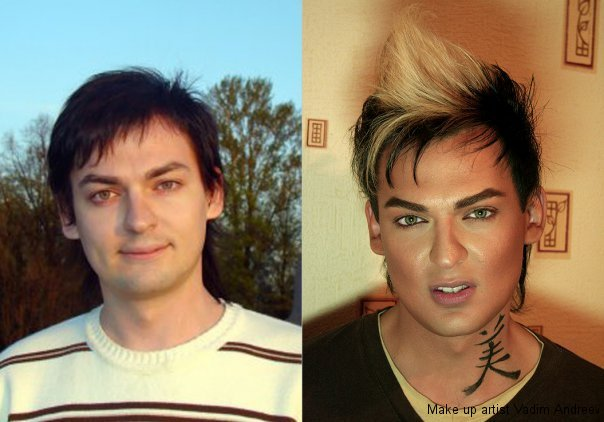 美
Make up artist Vadim Andreev